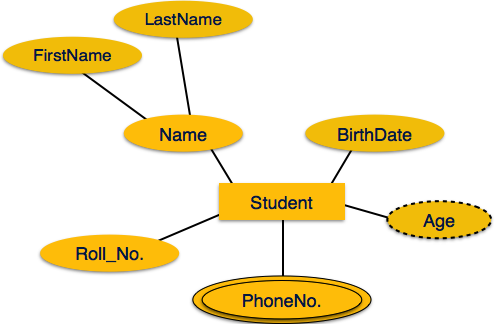 LastName
FirstName
Name
BirthDate
Student
Age
Roll_No.
PhoneNo.